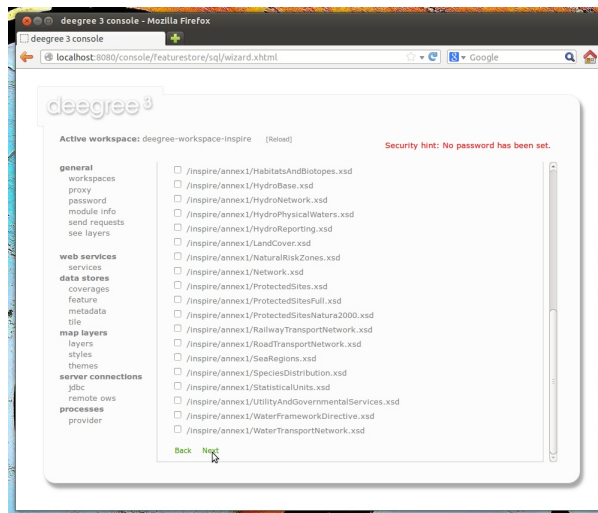 deegree 3 console - Mozilla Firefox
deegree 3 console
localhost:8080/console/featurestore/sql/wizard.xhtml
Google
deegree 3
Active workspace: deegree-workspace-inspire [Reload]
Security hint: No password has been set.
general
workspaces
proxy
password
module info
send requests
see layers
web services
services
data stores
coverages
feature
metadata
tile
map layers
layers
styles
themes
server connections
jdbc
remote ows
processes
provider
/inspire/annex1/HabitatsAndBiotopes.xsd
/inspire/annex1/HydroBase.xsd
/inspire/annex1/HydroNetwork.xsd
/inspire/annex1/HydroPhysicalWaters.xsd
/inspire/annex1/HydroReporting.xsd
/inspire/annex1/LandCover.xsd
/inspire/annex1/NaturalRiskZones.xsd
/inspire/annex1/Network.xsd
/inspire/annex1/ProtectedSites.xsd
/inspire/annex1/ProtectedSitesFull.xsd
/inspire/annex1/ProtectedSitesNatura2000.xsd
/inspire/annex1/RailwayTransportNetwork.xsd
/inspire/annex1/RoadTransportNetwork.xsd
/inspire/annex1/SeaRegions.xsd
/inspire/annex1/SpeciesDistribution.xsd
/inspire/annex1/StatisticalUnits.xsd
/inspire/annex1/UtilityAndGovernmentalServices.xsd
/inspire/annex1/WaterFrameworkDirective.xsd
/inspire/annex1/WaterTransportNetwork.xsd
Back Next